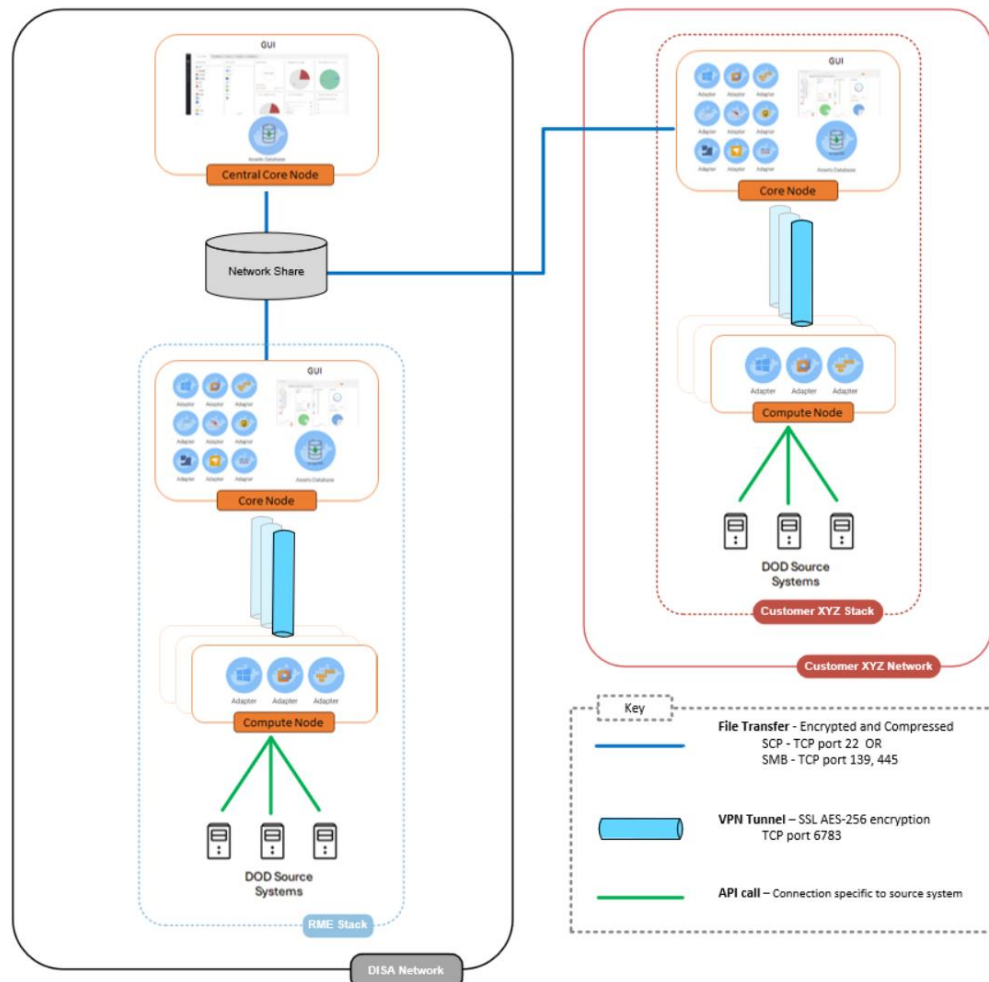 GUI
Assets Database
Central Core Node
Network Share
GUI
Adapter Adapter Adapter
Adapter Adapter Adapter
Adapter Adapter Adapter
Assets Database
Core Node
Adapter Adapter Adapter
Compute Node
DOD Source
Systems
RME Stack
DISA Network
GUI
Adapter Adapter Adapter
Adapter Adapter Adapter
Adapter Adapter Adapter
Assets Database
Core Node
Adapter Adapter Adapter
Compute Node
DOD Source
Systems
Customer XYZ Stack
Customer XYZ Network
Key
File Transfer - Encrypted and Compressed
SCP - TCP port 22 OR
SMB - TCP port 139, 445
VPN Tunnel – SSL AES-256 encryption
TCP port 6783
API call – Connection specific to source system